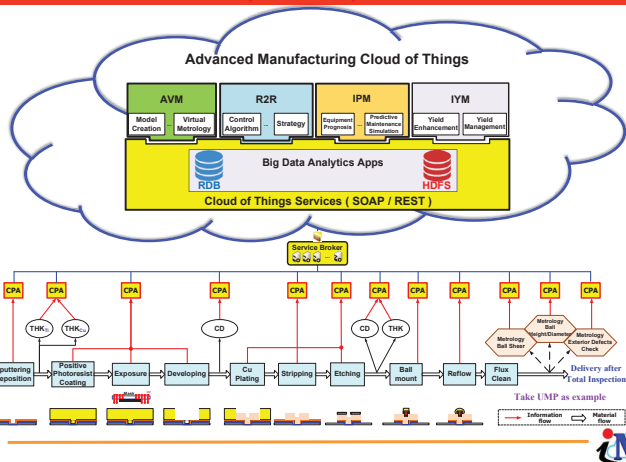 Advanced Manufacturing Cloud of Things
AVM
R2R
IPM
IYM
Model
Creation
...
Virtual
Metrology
Control
Algorithm
...
Strategy
Equipment
Prognosis
...
Predictive
Maintenance
Simulation
Yield
Enhancement
Yield
Management
Big Data Analytics Apps
RDB
HDFS
Cloud of Things Services ( SOAP / REST )
Service Broker
...
CPA
CPA
CPA
CPA
CPA
CPA
CPA
CPA
CPA
CPA
CPA
THK
THK
CD
CD
THK
Metrology
Ball Sheer
Metrology
Ball
Height/Diameter
Metrology
Exterior Defects
Check
puttering
eposition
Positive
Photoresist
Coating
Exposure
Developing
Cu
Plating
Stripping
Etching
Ball
mount
Reflow
Flux
Clean
Delivery after
Total Inspection
Mask
Take UMP as example
Information
flow
Material
flow